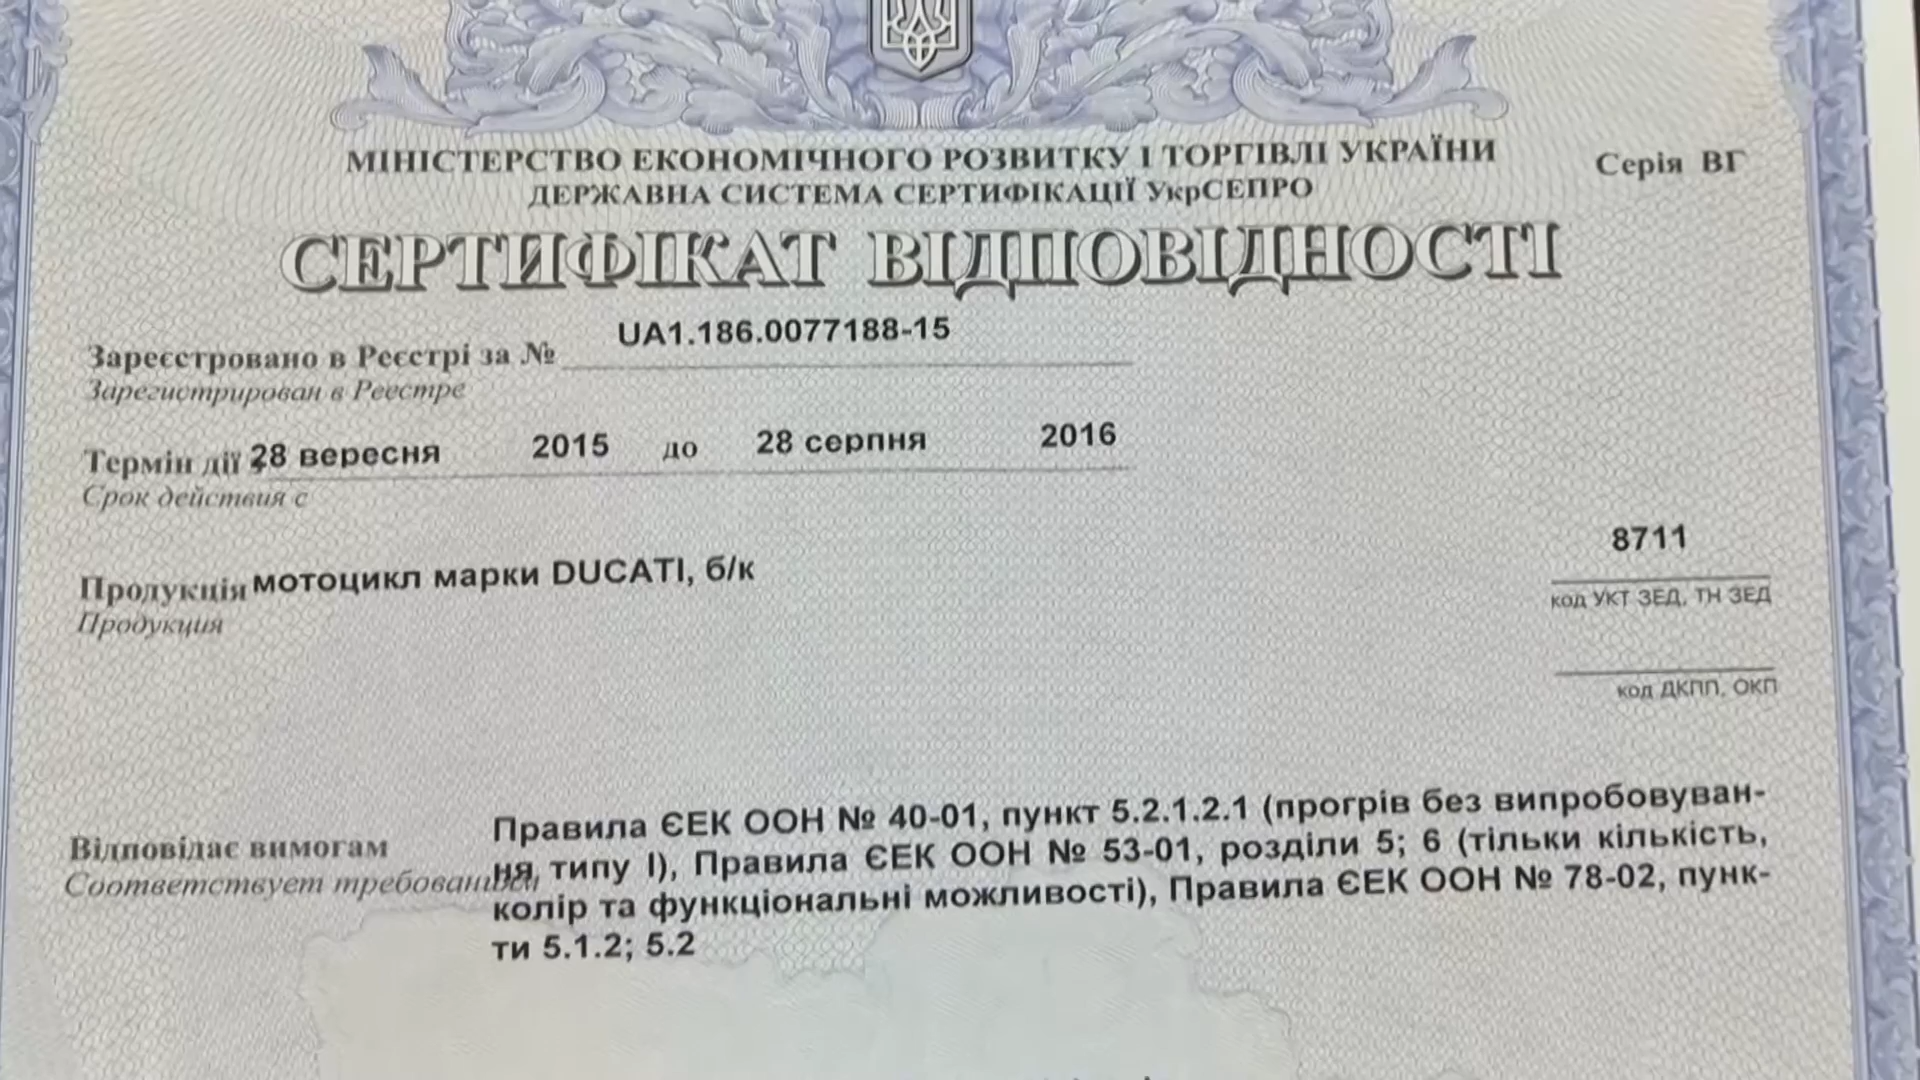 МІНІСТЕРСТВО ЕКОНОМІЧНОГО РОЗВИТКУ І ТОРГІВЛІ УКРАЇНИ
Серія ВГ
ДЕРЖАВНА СИСТЕМА СЕРТИФІКАЦІЇ УкрСЕПРО
СЕРТИФІКАТ ВІДПОВІДНОСТІ
Зареєстровано в Реєстрі за № UA1.186.0077188-15
Зарегистрирован в Реестре
Термін дії з 28 вересня 2015 до 28 серпня 2016
Срок действия с
8711
Продукція мотоцикл марки DUCATI, б/к
код УКТ ЗЕД, ТН ЗЕД
Продукция
код ДКПП, ОКП
Правила ЄЕК ООН № 40-01, пункт 5.2.1.2.1 (прогрів без випробовуван-
Відповідає вимогам
ня, типу I), Правила ЄЕК ООН № 53-01, розділи 5; 6 (тільки кількість,
Соответствует требованиям
колір та функціональні можливості), Правила ЄЕК ООН № 78-02, пунк-
ти 5.1.2; 5.2